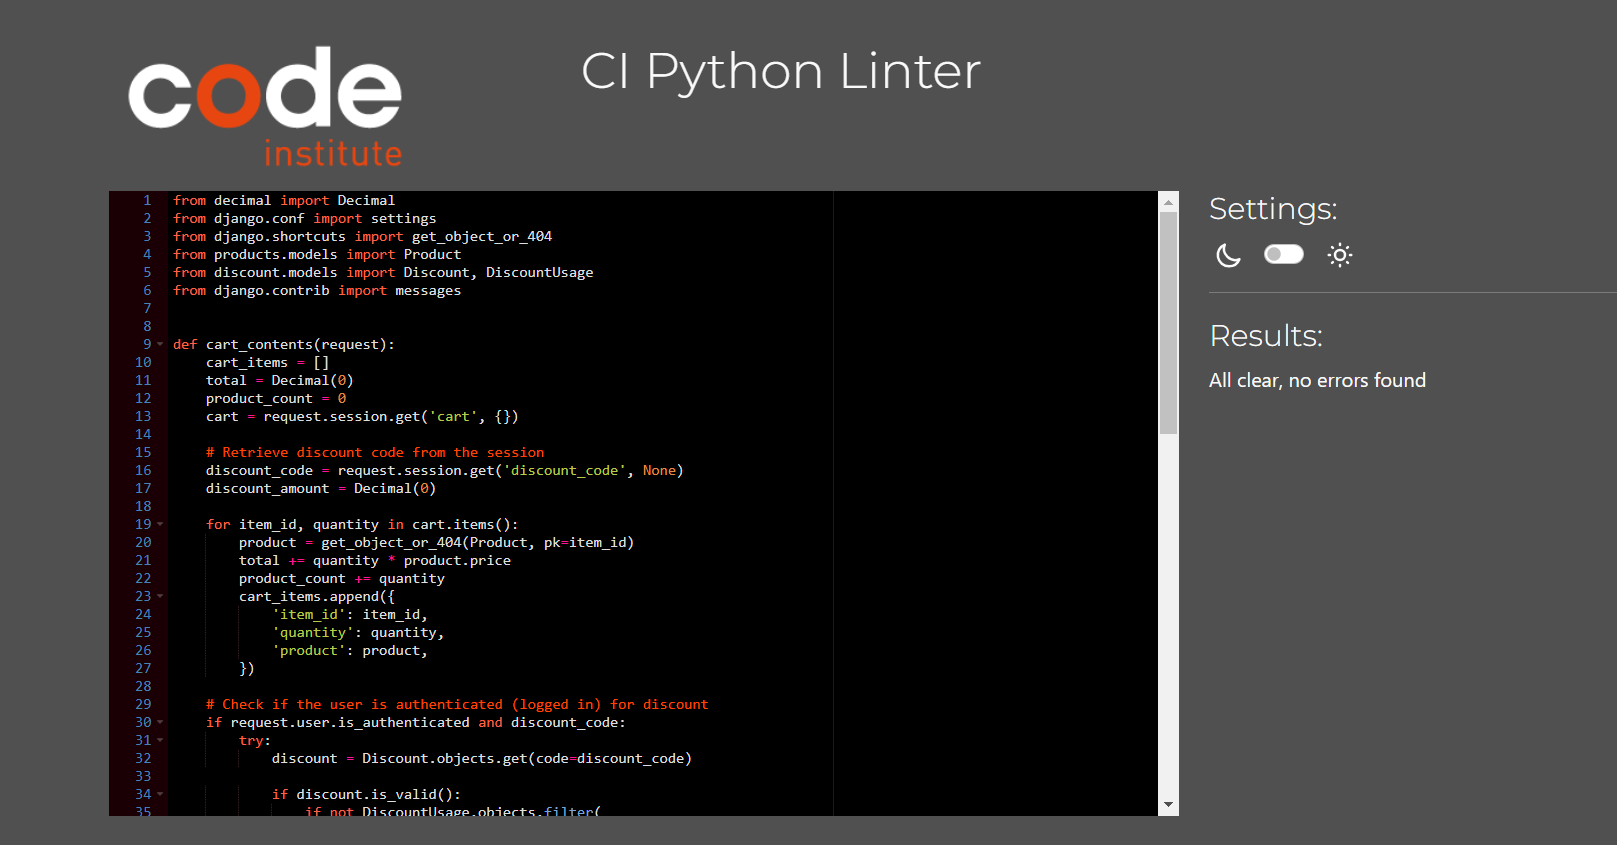 code
institute
CI Python Linter
1 from decimal import Decimal
2 from django.conf import settings
3 from django.shortcuts import get_object_or_404
4 from products.models import Product
5 from discount.models import Discount, DiscountUsage
6 from django.contrib import messages
7
8
9 def cart_contents(request):
10     cart_items = []
11     total = Decimal(0)
12     product_count = 0
13     cart = request.session.get('cart', {})
14
15     # Retrieve discount code from the session
16     discount_code = request.session.get('discount_code', None)
17     discount_amount = Decimal(0)
18
19     for item_id, quantity in cart.items():
20         product = get_object_or_404(Product, pk=item_id)
21         total += quantity * product.price
22         product_count += quantity
23         cart_items.append({
24             'item_id': item_id,
25             'quantity': quantity,
26             'product': product,
27         })
28
29     # Check if the user is authenticated (logged in) for discount
30     if request.user.is_authenticated and discount_code:
31         try:
32             discount = Discount.objects.get(code=discount_code)
33
34             if discount.is_valid():
35                 if not DiscountUsage.objects.filter(
Settings:
Results:
All clear, no errors found